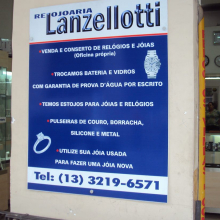 RELOJOARIA
Lanzellotti
VENDA E CONSERTO DE RELÓGIOS E JÓIAS
(Oficina própria)
TROCAMOS BATERIA E VIDROS
COM GARANTIA DE PROVA D'ÁGUA POR ESCRITO
TEMOS ESTOJOS PARA JÓIAS E RELÓGIOS
PULSEIRAS DE COURO, BORRACHA,
SILICONE E METAL
UTILIZE SUA JÓIA USADA
PARA FAZER UMA JÓIA NOVA
Tel: (13) 3219-6571